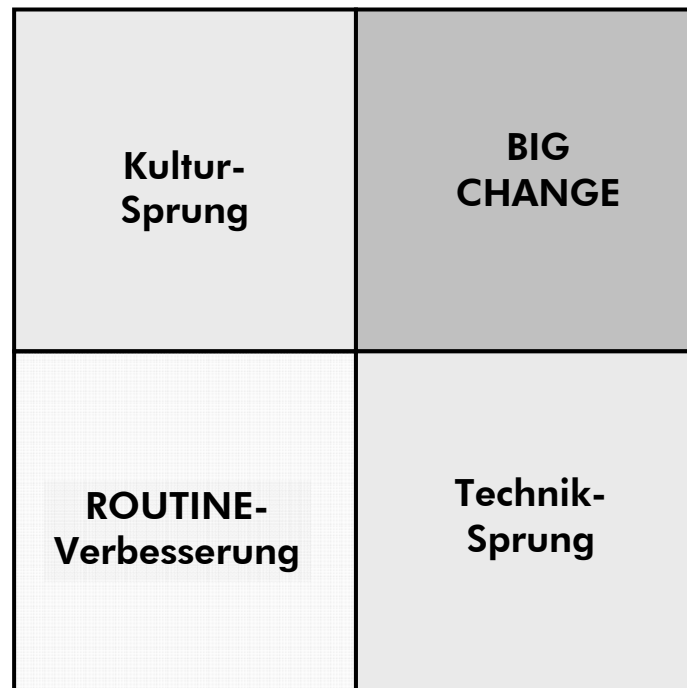 Kultur-
Sprung
BIG
CHANGE
ROUTINE-
Verbesserung
Technik-
Sprung